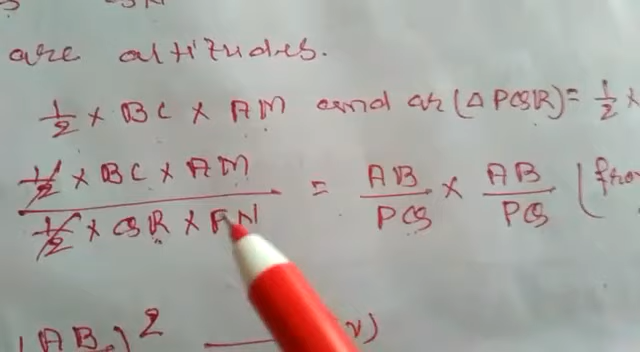 are altitudes.
1/2 × BC × AM and ar(△PQR) = 1/2 ×
1/2 × BC × AM / 1/2 × QR × PN = AB/PQ × AB/PQ (fro
(AB)² (v)